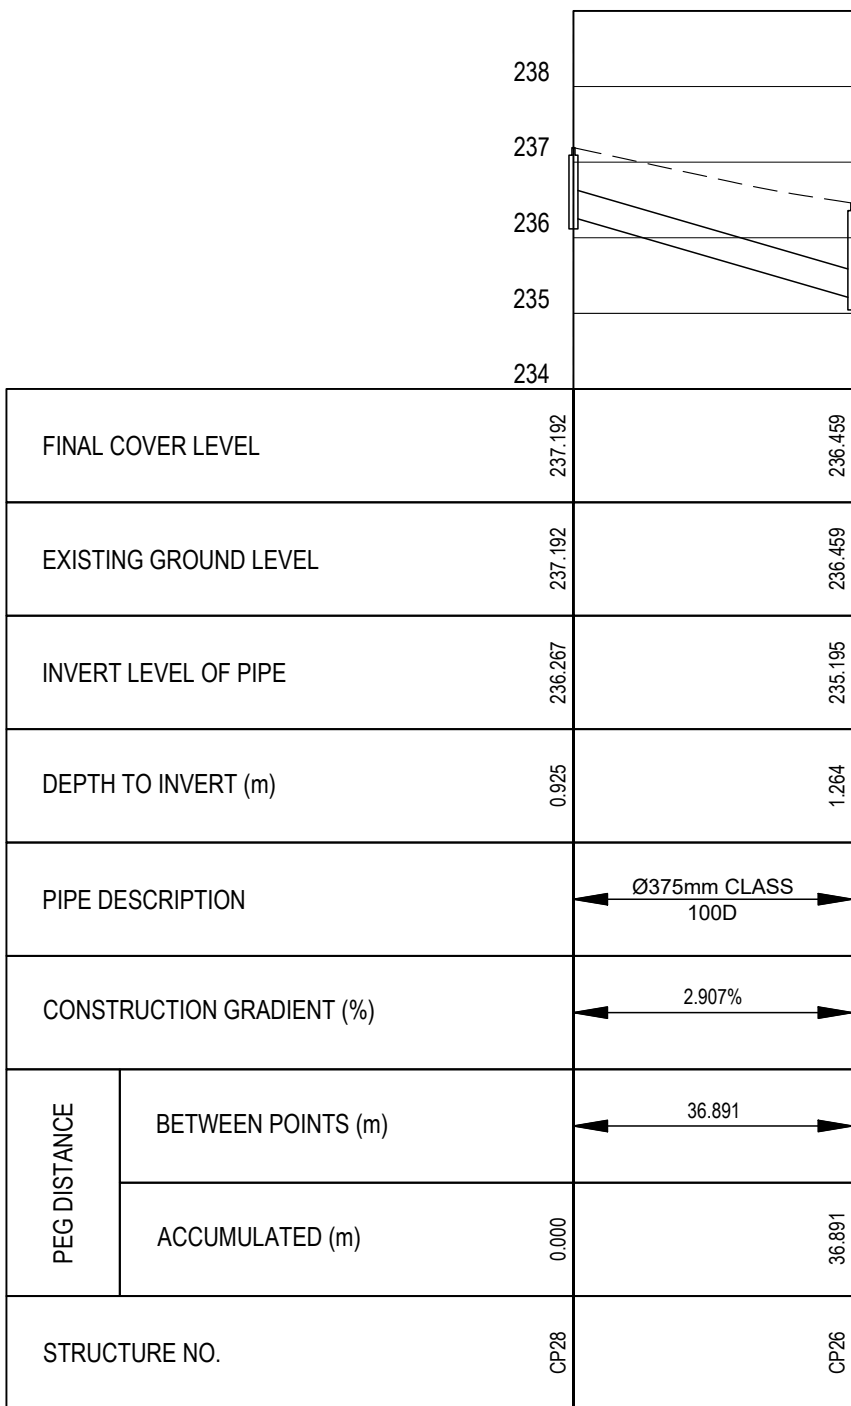 238
237
236
235
234
FINAL COVER LEVEL
237.192
236.459
EXISTING GROUND LEVEL
237.192
236.459
INVERT LEVEL OF PIPE
236.267
235.195
DEPTH TO INVERT (m)
0.925
1.264
PIPE DESCRIPTION
Ø375mm CLASS
100D
CONSTRUCTION GRADIENT (%)
2.907%
PEG DISTANCE
BETWEEN POINTS (m)
36.891
ACCUMULATED (m)
0.000
36.891
STRUCTURE NO.
CP28
CP26